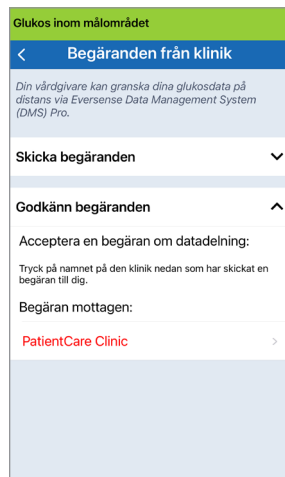 Glukos inom målområdet
Begäranden från klinik
Din vårdgivare kan granska dina glukosdata på
distans via Eversense Data Management System
(DMS) Pro.
Skicka begäranden
Godkänn begäranden
Acceptera en begäran om datadelning:
Tryck på namnet på den klinik nedan som har skickat en
begäran till dig.
Begäran mottagen:
PatientCare Clinic